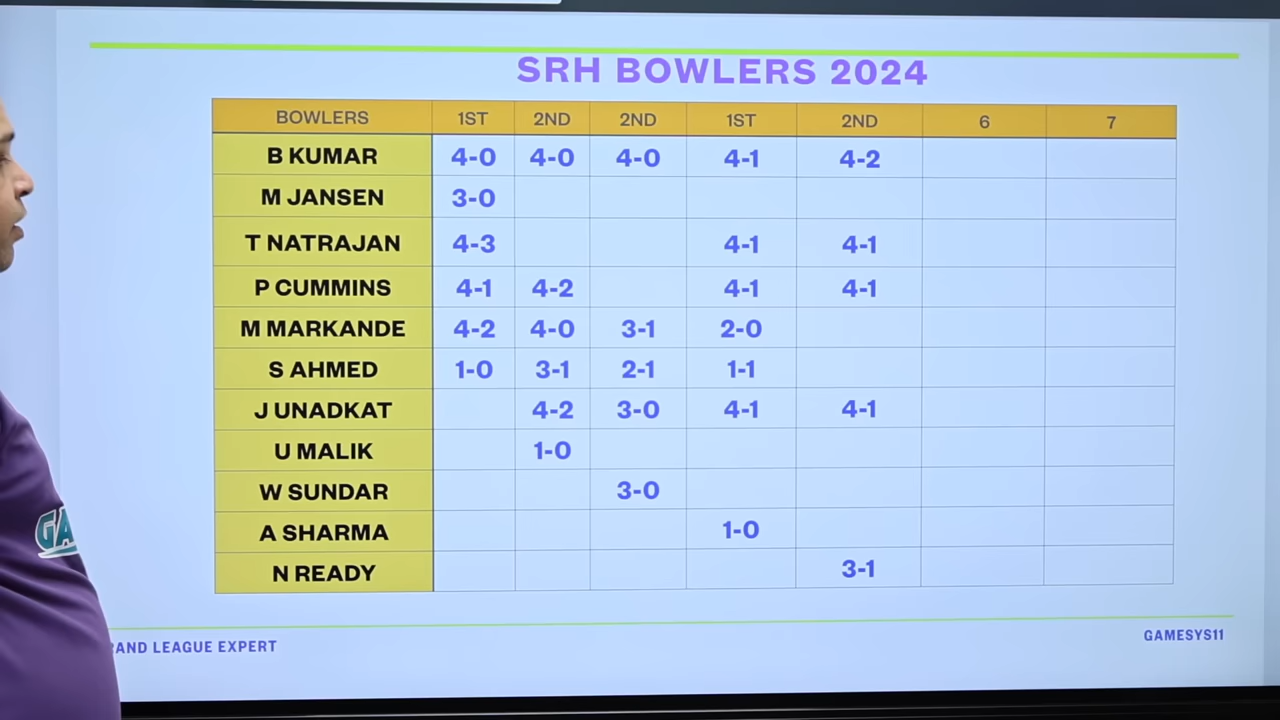 SRH BOWLERS 2024
BOWLERS 1ST 2ND 2ND 1ST 2ND 6 7
B KUMAR 4-0 4-0 4-0 4-1 4-2
M JANSEN 3-0
T NATRAJAN 4-3 4-1 4-1
P CUMMINS 4-1 4-2 4-1 4-1
M MARKANDE 4-2 4-0 3-1 2-0
S AHMED 1-0 3-1 2-1 1-1
J UNADKAT 4-2 3-0 4-1 4-1
U MALIK 1-0
W SUNDAR 3-0
A SHARMA 1-0
N READY 3-1
LEAGUE EXPERT
GAMESYS11
GA